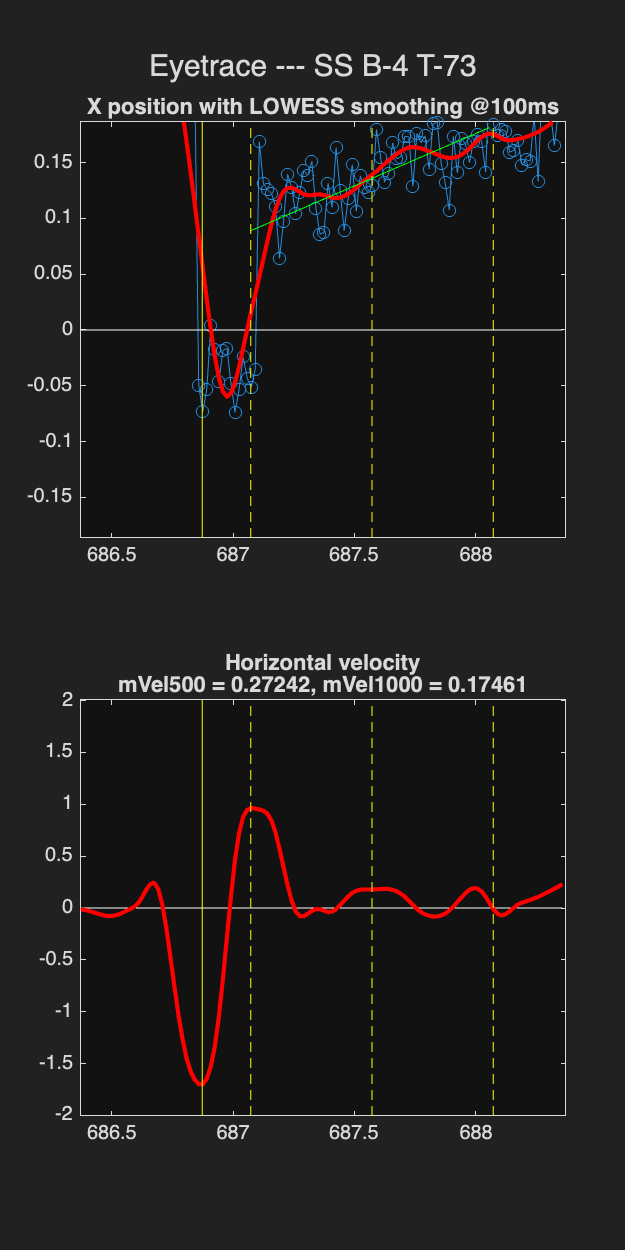 Eyetrace --- SS B-4 T-73
X position with LOWESS smoothing @100ms
0.15
0.1
0.05
0
-0.05
-0.1
-0.15
686.5 687 687.5 688
Horizontal velocity
mVel500 = 0.27242, mVel1000 = 0.17461
2
1.5
1
0.5
0
-0.5
-1
-1.5
-2
686.5 687 687.5 688